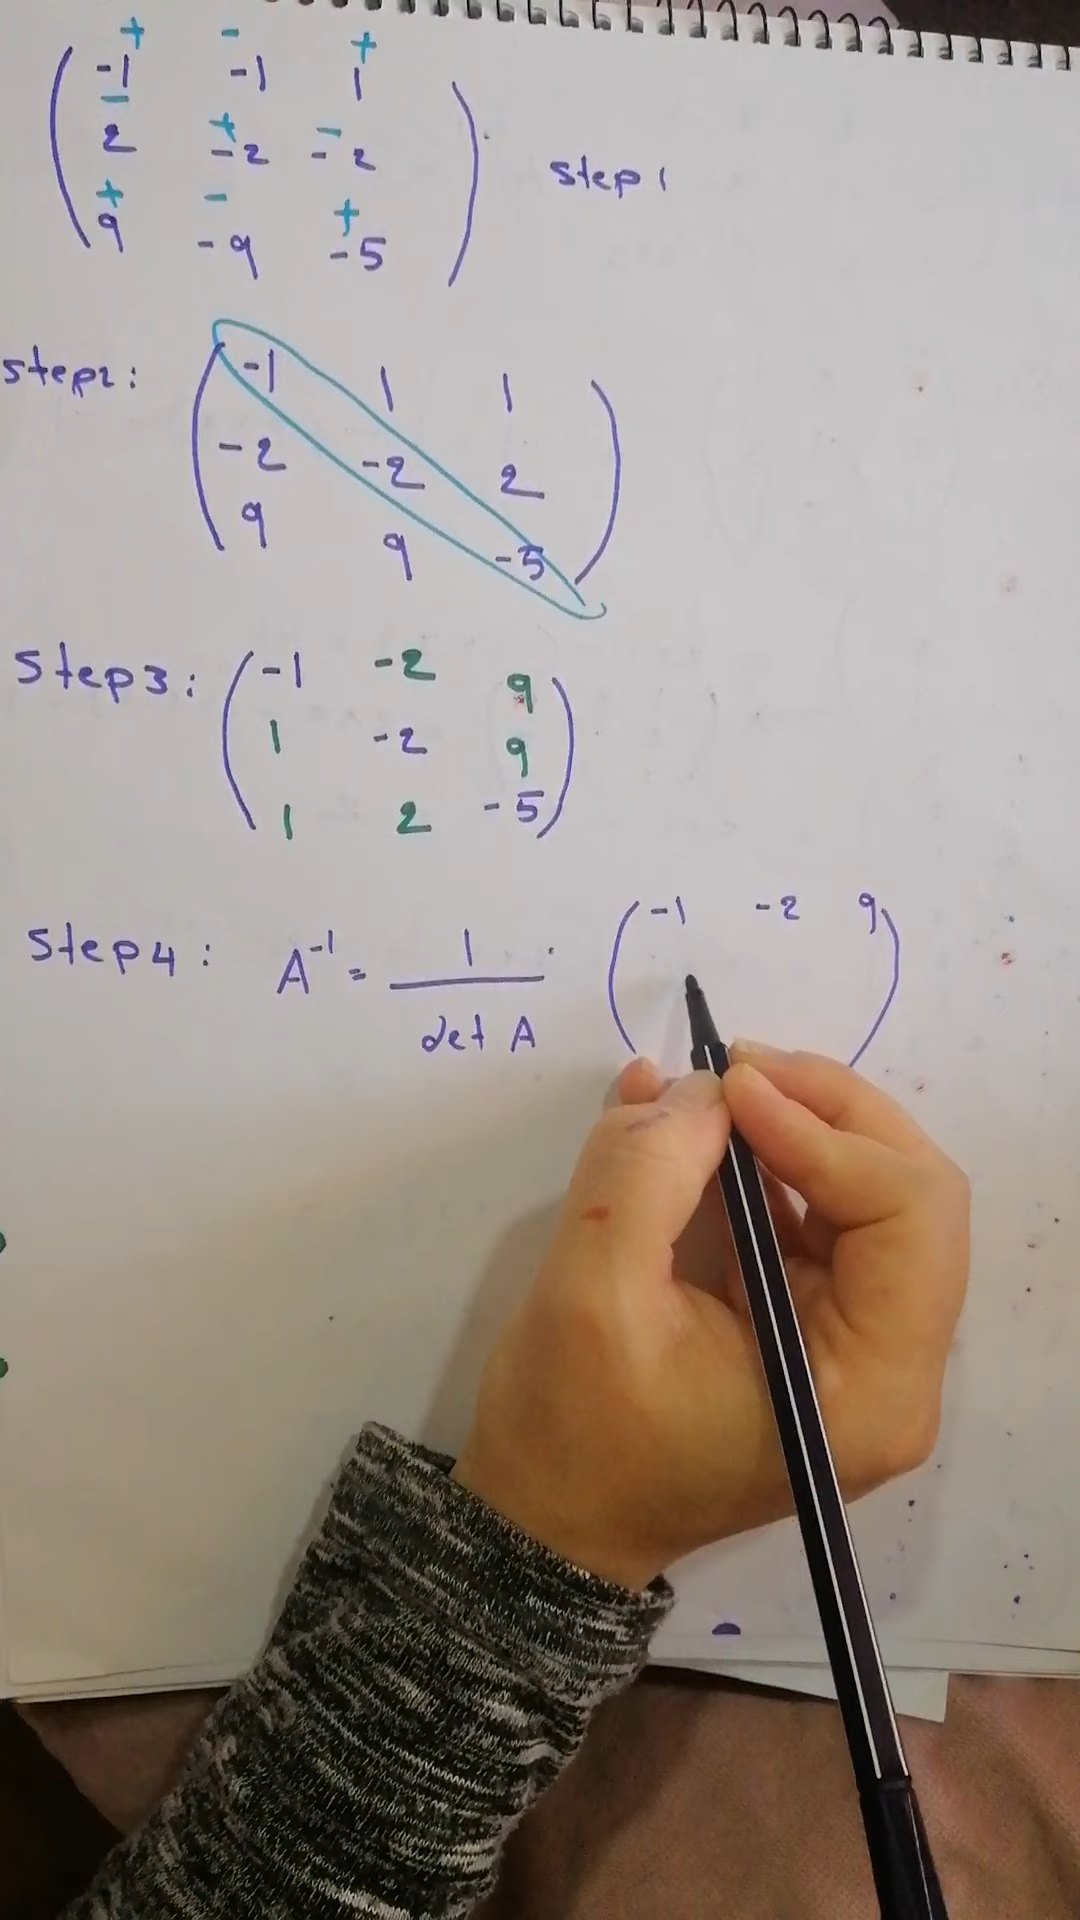 + - +
-1 -1 1
- + -
2 -2 -2
step 1
+ - +
9 -9 -5
step2:
-1 1 1
-2 -2 2
9 9 -5
Step3:
-1 -2 9
1 -2 9
1 2 -5
Step4: A⁻¹ = 1 / det A · ( -1 -2 9 )